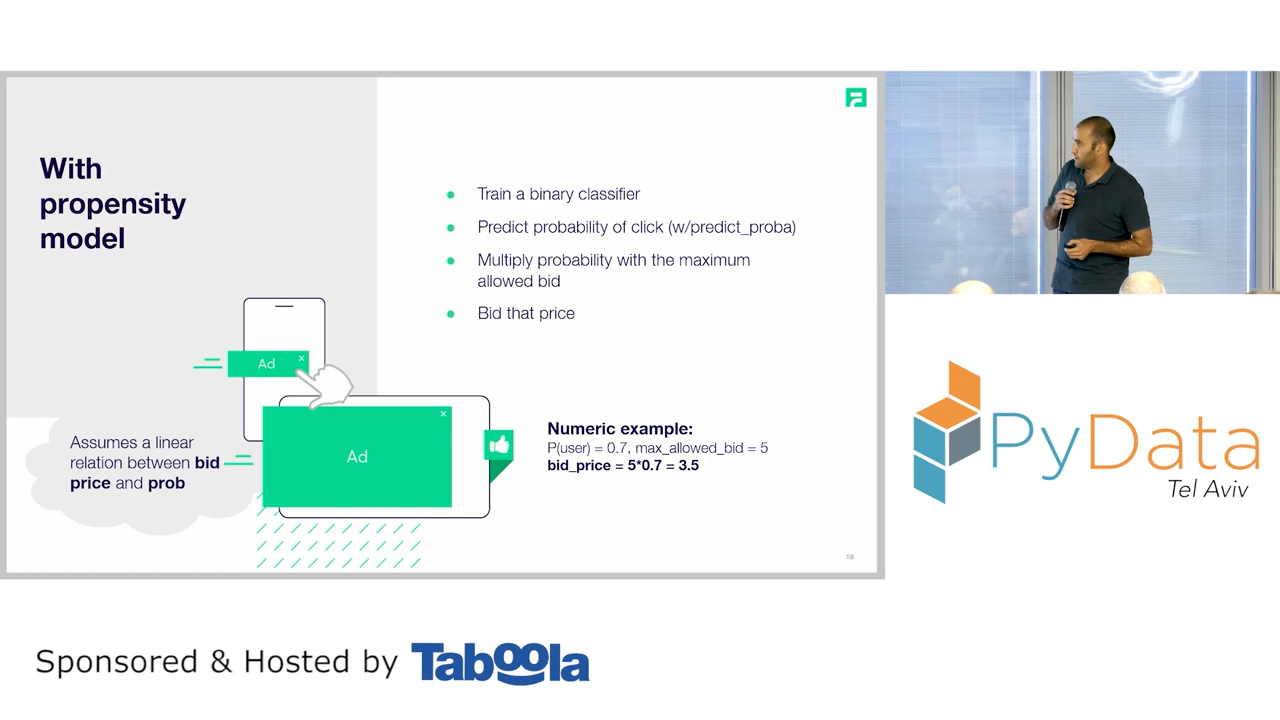 With
propensity
model
Train a binary classifier
Predict probability of click (w/predict_proba)
Multiply probability with the maximum
allowed bid
Bid that price
Ad ×
Ad ×
Assumes a linear
relation between bid
price and prob
Numeric example:
P(user) = 0.7, max_allowed_bid = 5
bid_price = 5*0.7 = 3.5
18
PyData
Tel Aviv
Sponsored & Hosted by Taboola